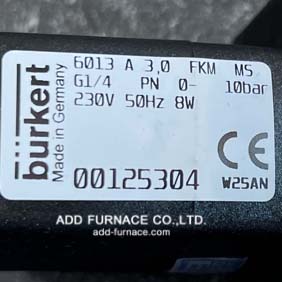 bürkert
Made in Germany
6013 A 3,0 FKM MS
G1/4 PN 0- 10bar
230V 50Hz 8W
00125304
CE
W25AN
ADD FURNACE CO.,LTD.
add-furnace.com